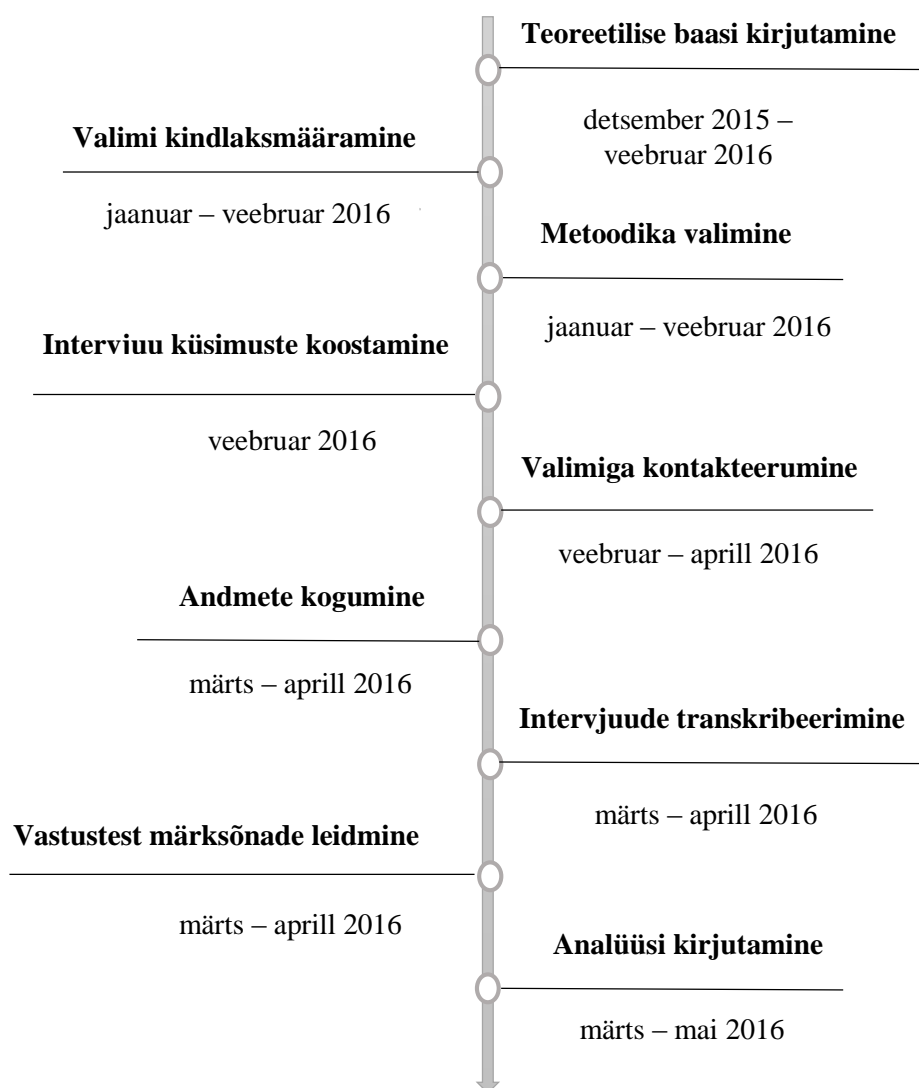 Teoreetilise baasi kirjutamine
detsember 2015 –
veebruar 2016
Valimi kindlaksmääramine
jaanuar – veebruar 2016
Metoodika valimine
jaanuar – veebruar 2016
Interviuu küsimuste koostamine
veebruar 2016
Valimiga kontakteerumine
veebruar – aprill 2016
Andmete kogumine
märts – aprill 2016
Intervjuude transkribeerimine
märts – aprill 2016
Vastustest märksõnade leidmine
märts – aprill 2016
Analüüsi kirjutamine
märts – mai 2016